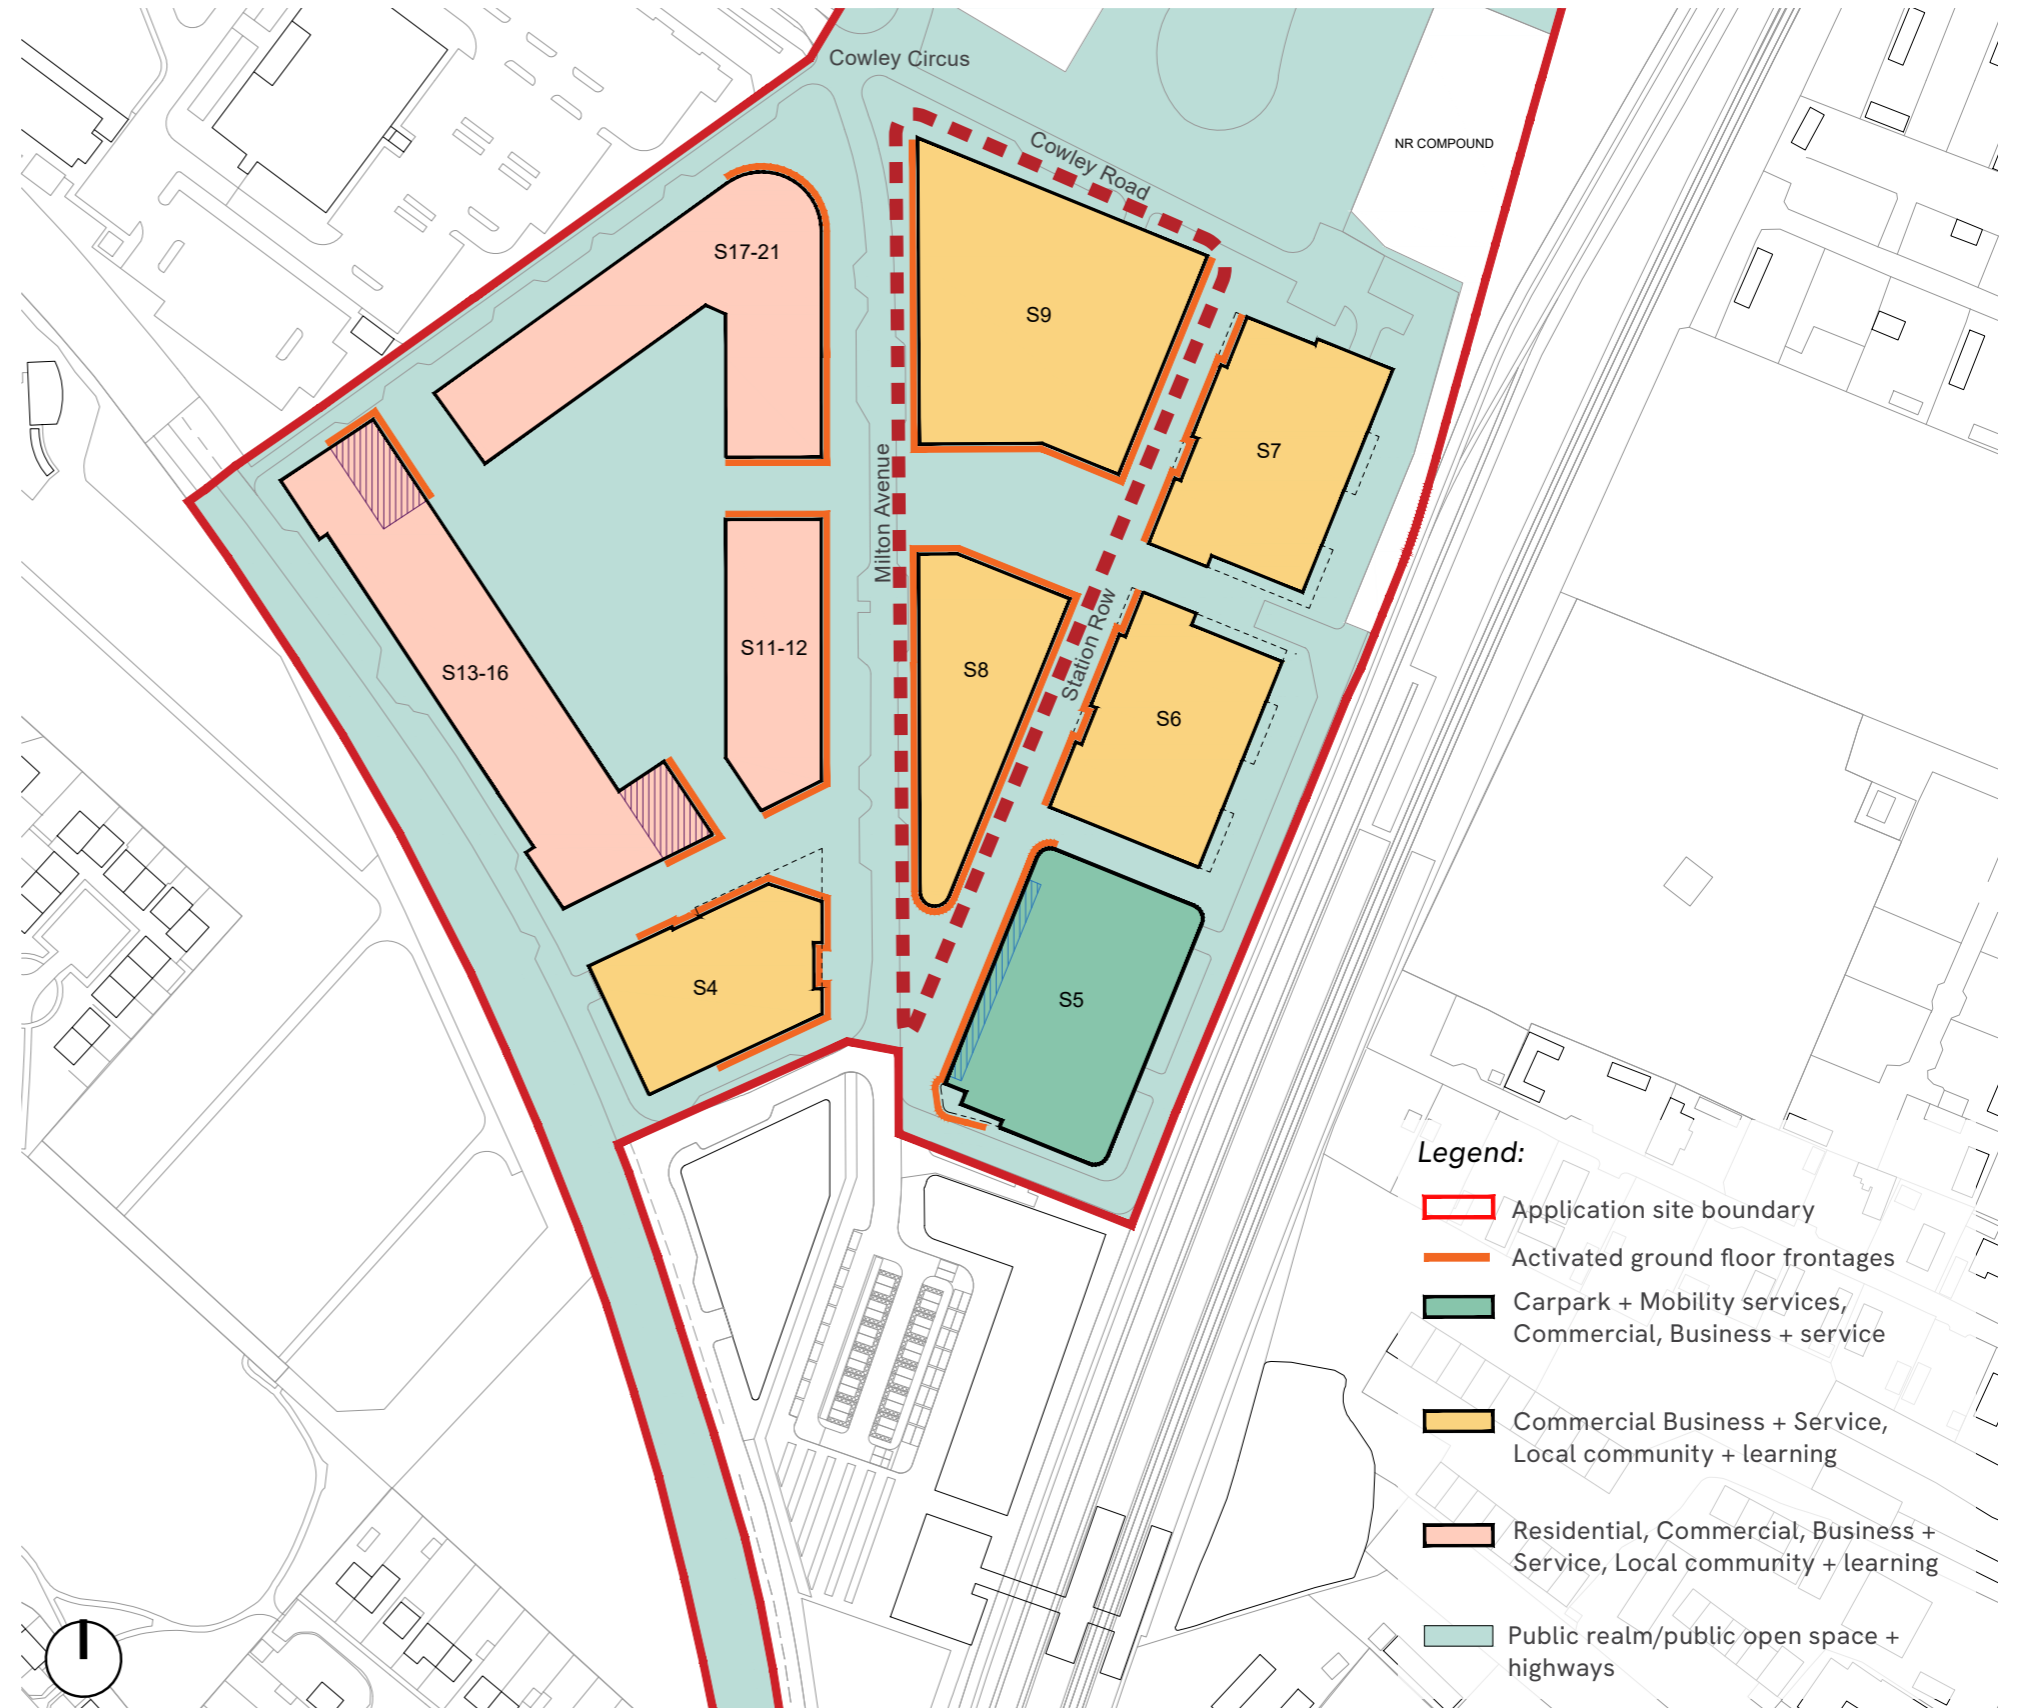 Cowley Circus
Cowley Road
NR COMPOUND
S17-21
S9
S7
Milton Avenue
Station Row
S11-12
S13-16
S8
S6
S4
S5
Legend:
Application site boundary
Activated ground floor frontages
Carpark + Mobility services,
Commercial, Business + service
Commercial Business + Service,
Local community + learning
Residential, Commercial, Business +
Service, Local community + learning
Public realm/public open space +
highways